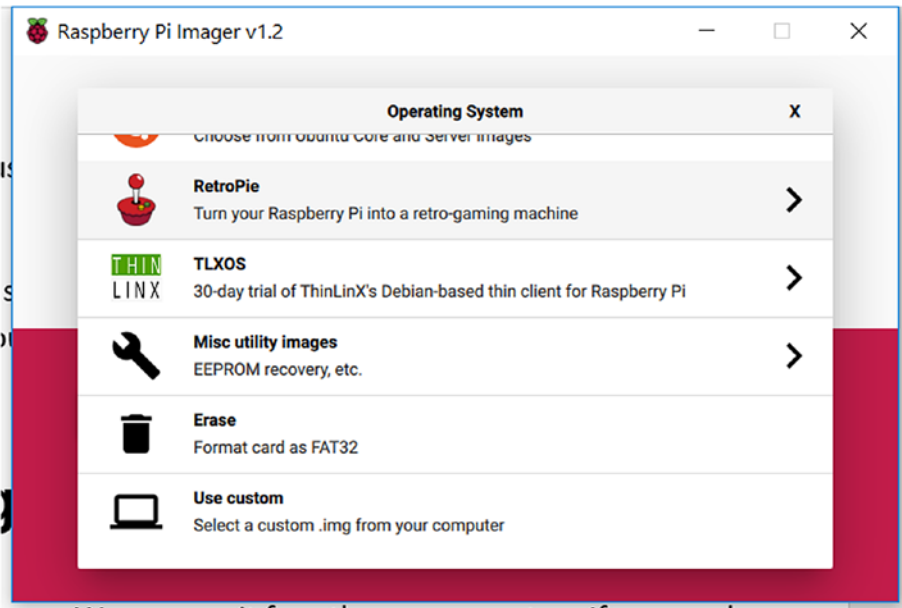 Raspberry Pi Imager v1.2
Operating System
X
Choose from Ubuntu Core and Server images
RetroPie
Turn your Raspberry Pi into a retro-gaming machine
THIN
LINX
TLXOS
30-day trial of ThinLinX's Debian-based thin client for Raspberry Pi
Misc utility images
EEPROM recovery, etc.
Erase
Format card as FAT32
Use custom
Select a custom .img from your computer